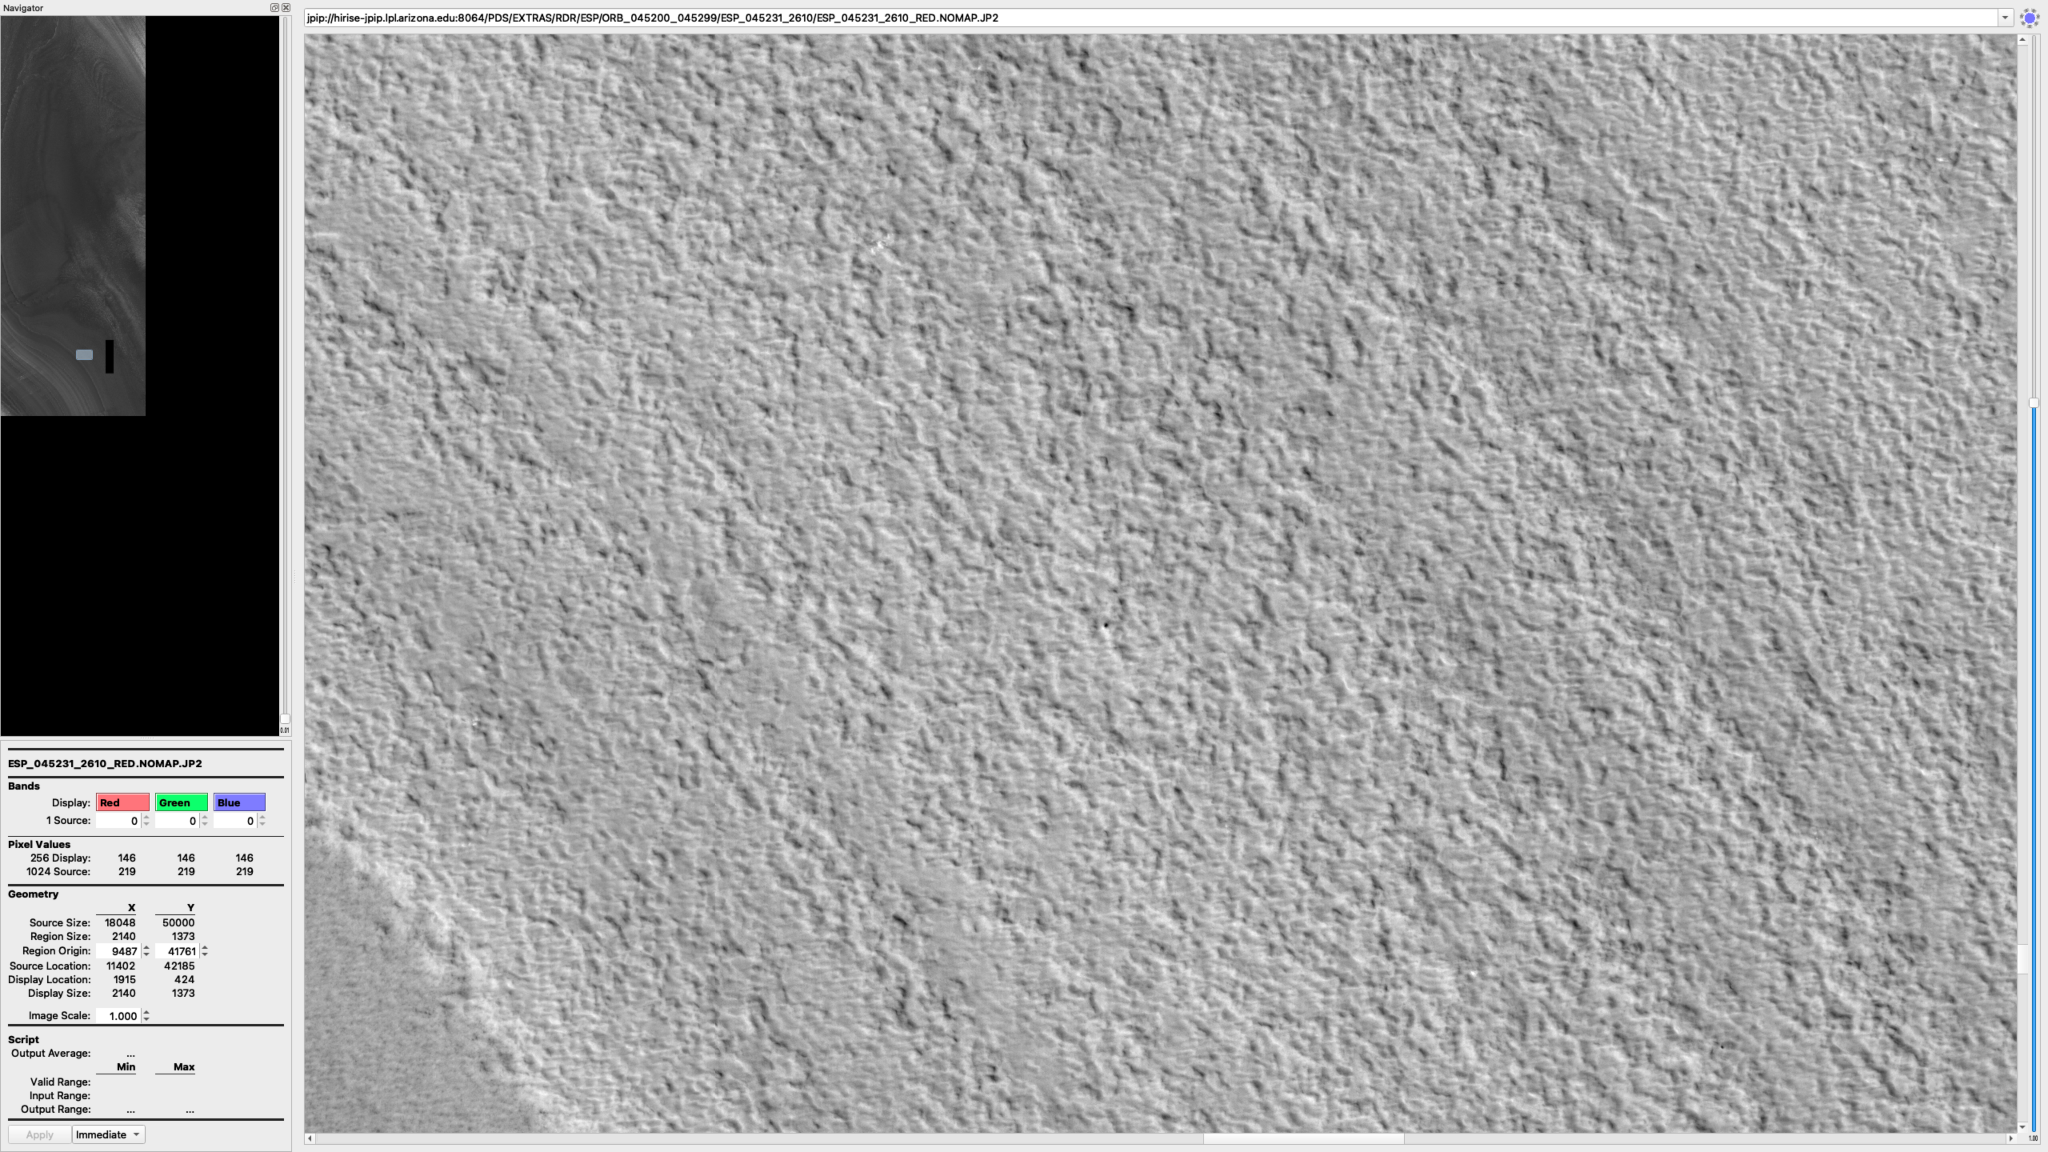 Navigator
jpip://hirise-jpip.lpl.arizona.edu:8064/PDS/EXTRAS/RDR/ESP/ORB_045200_045299/ESP_045231_2610/ESP_045231_2610_RED.NOMAP.JP2
0.01
ESP_045231_2610_RED.NOMAP.JP2
Bands
Display: Red Green Blue
1 Source: 0 0 0
Pixel Values
256 Display: 146 146 146
1024 Source: 219 219 219
Geometry
X Y
Source Size: 18048 50000
Region Size: 2140 1373
Region Origin: 9487 41761
Source Location: 11402 42185
Display Location: 1915 424
Display Size: 2140 1373
Image Scale: 1.000
Script
Output Average: ...
Min Max
Valid Range:
Input Range:
Output Range: ... ...
Apply Immediate
1.00